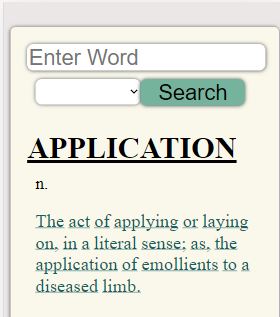 Enter Word
Search
APPLICATION
n.
The act of applying or laying
on, in a literal sense; as, the
application of emollients to a
diseased limb.